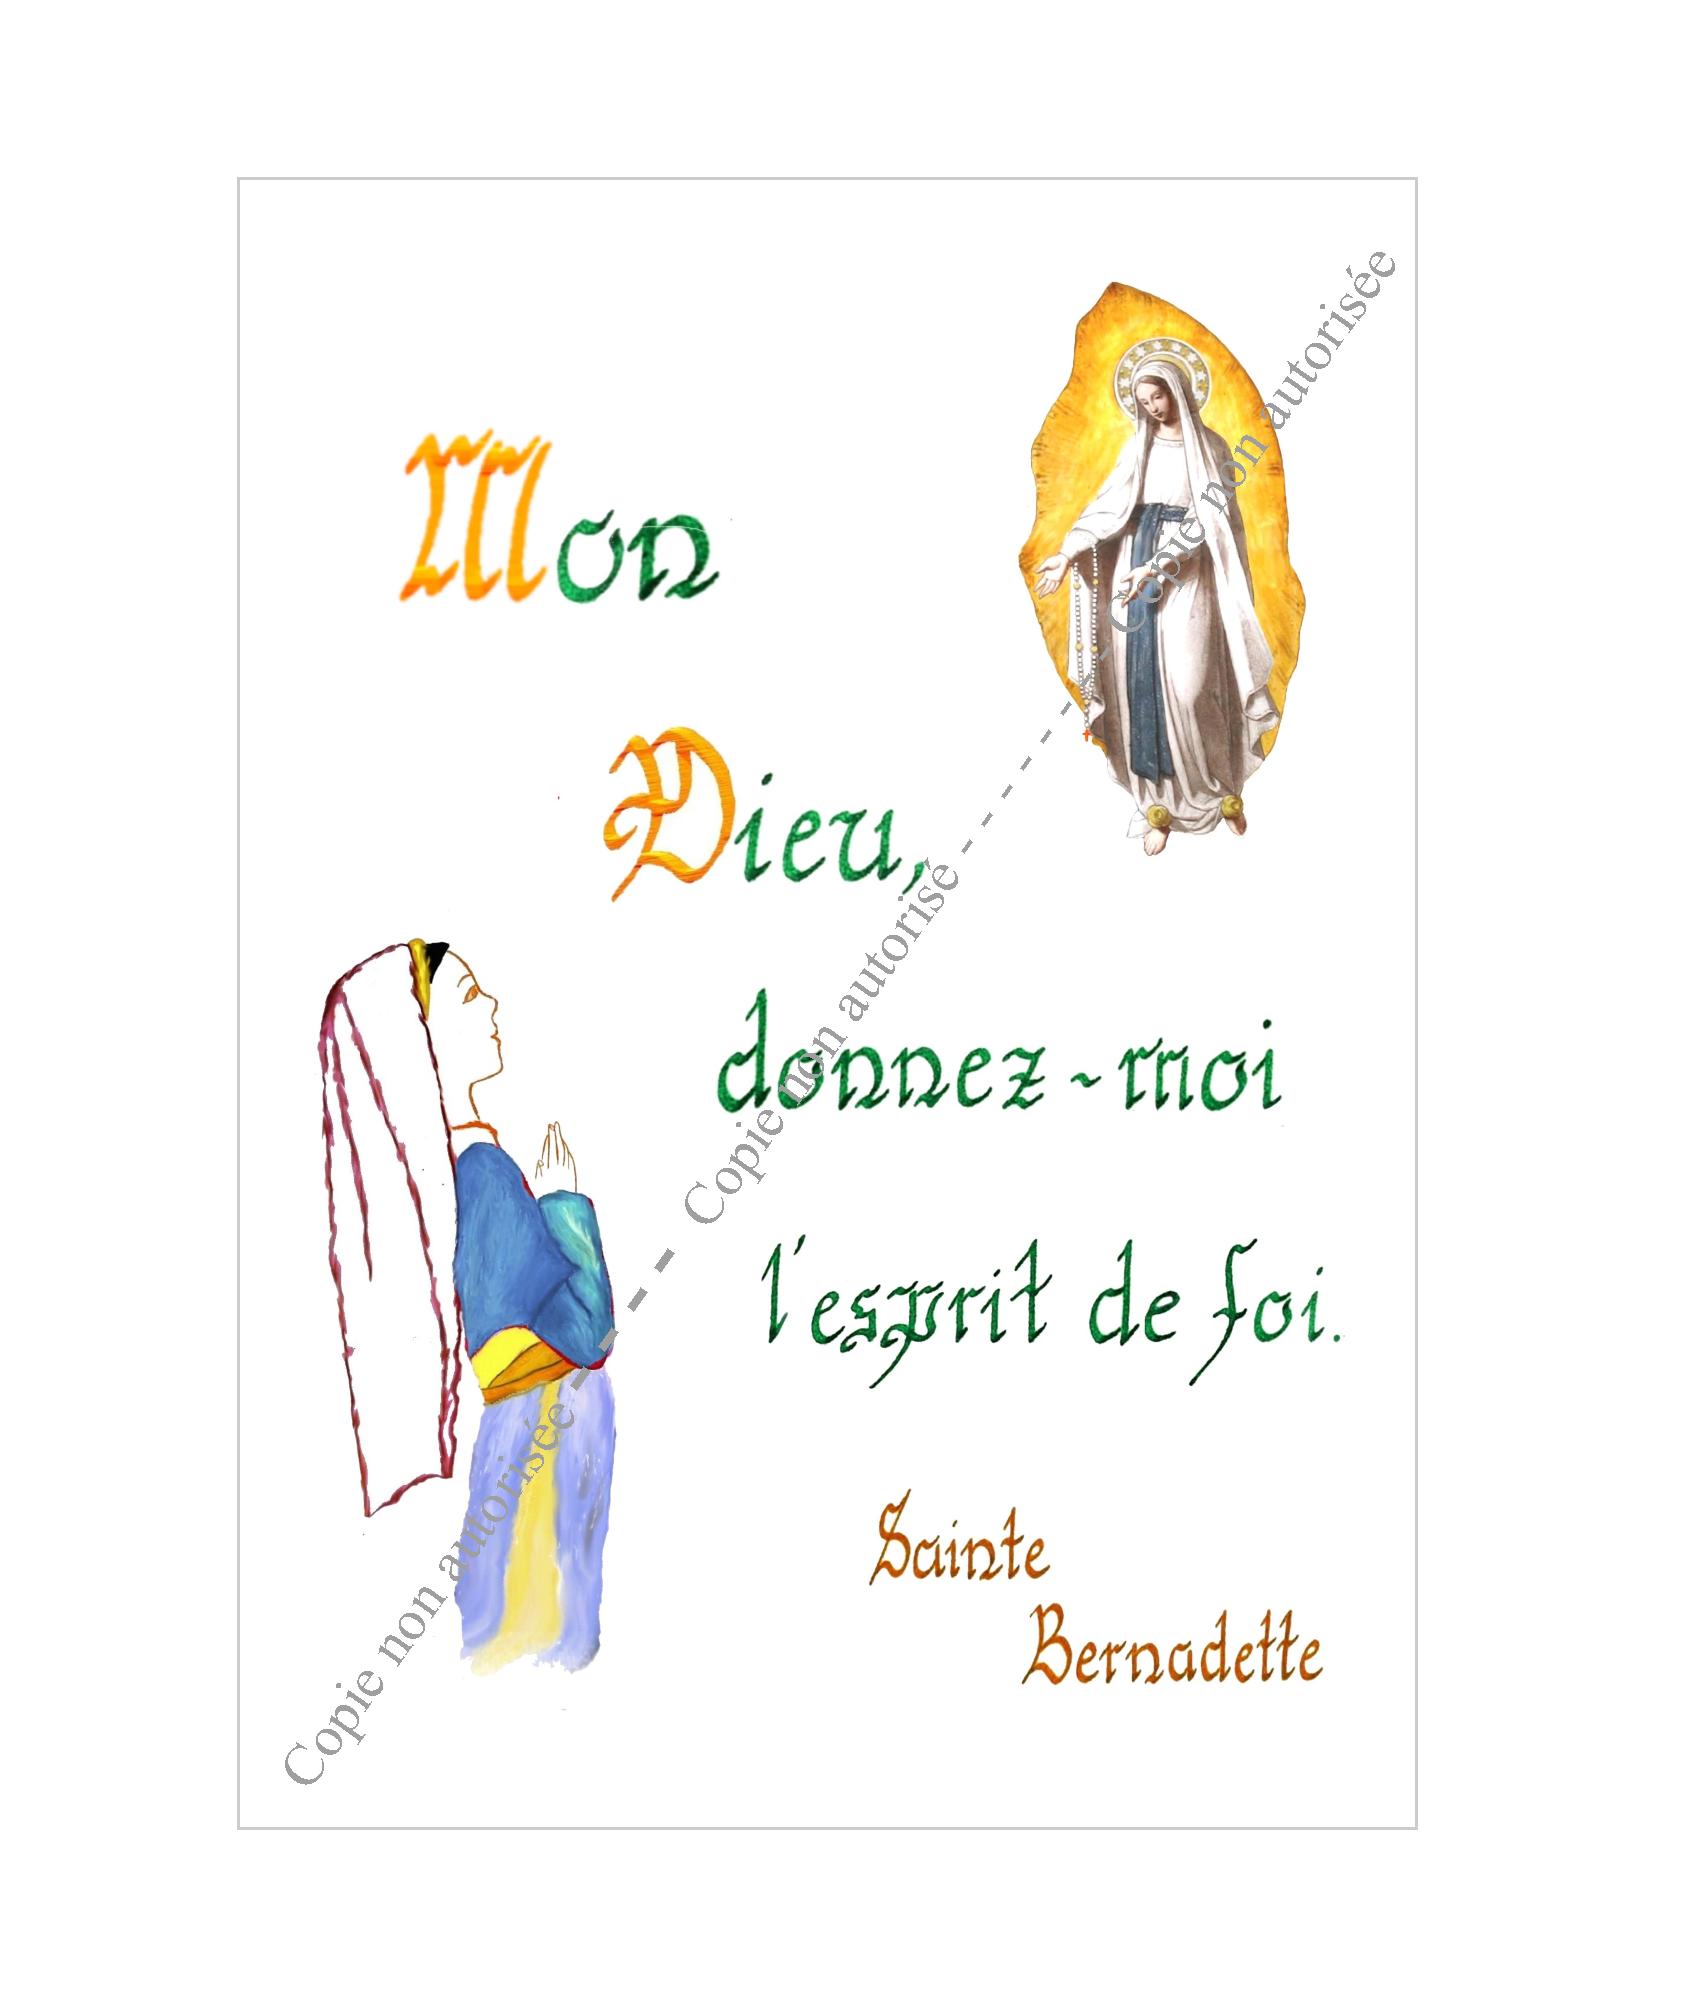 Mon
Dieu,
donnez-moi
l'esprit de foi.
Sainte
Bernadette
Copie non autorisée - - - - - Copie non autorisée - - - - - - - Copie non autorisée